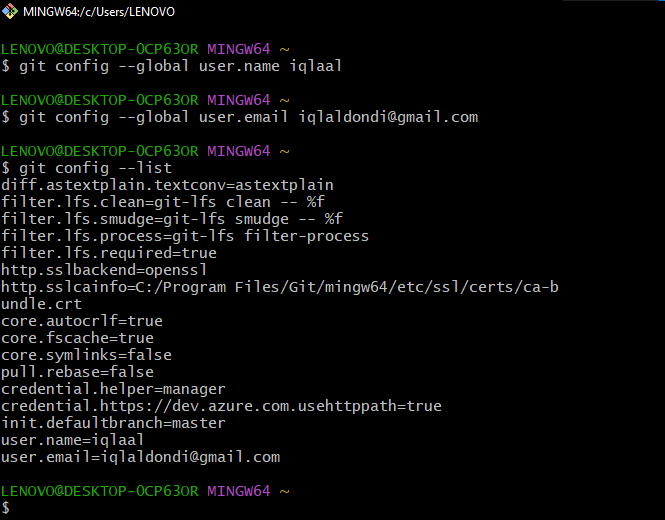 MINGW64:/c/Users/LENOVO
LENOVO@DESKTOP-0CP63OR MINGW64 ~
$ git config --global user.name iqlaal
LENOVO@DESKTOP-0CP63OR MINGW64 ~
$ git config --global user.email iqlaldondi@gmail.com
LENOVO@DESKTOP-0CP63OR MINGW64 ~
$ git config --list
diff.astextplain.textconv=astextplain
filter.lfs.clean=git-lfs clean -- %f
filter.lfs.smudge=git-lfs smudge -- %f
filter.lfs.process=git-lfs filter-process
filter.lfs.required=true
http.sslbackend=openssl
http.sslcainfo=C:/Program Files/Git/mingw64/etc/ssl/certs/ca-b
undle.crt
core.autocrlf=true
core.fscache=true
core.symlinks=false
pull.rebase=false
credential.helper=manager
credential.https://dev.azure.com.usehttppath=true
init.defaultbranch=master
user.name=iqlaal
user.email=iqlaldondi@gmail.com
LENOVO@DESKTOP-0CP63OR MINGW64 ~
$